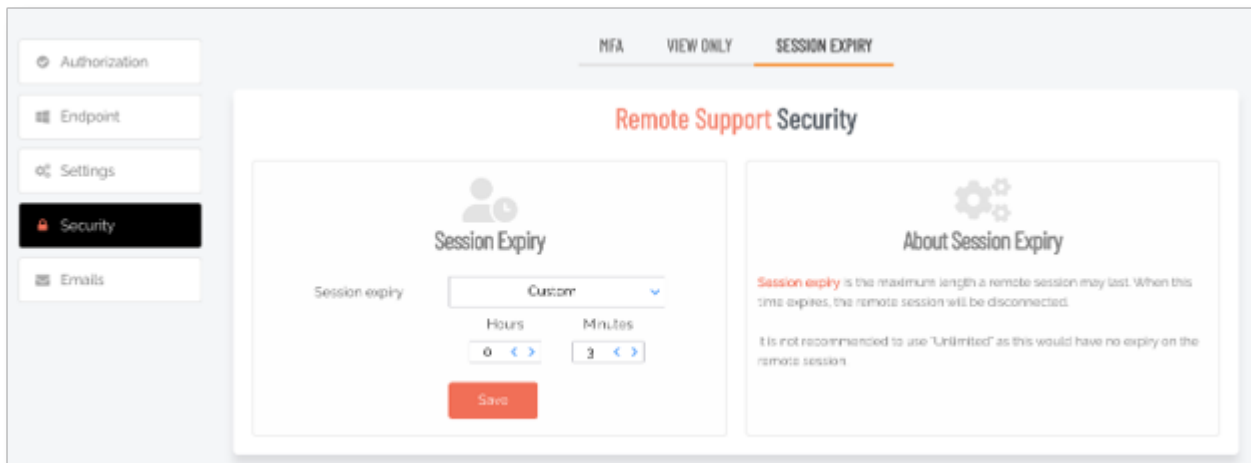 MFA VIEW ONLY SESSION EXPIRY
Authorization
Endpoint
Settings
Security
Emails
Remote Support Security
Session Expiry
Session expiry Custom
Hours Minutes
0 3
Save
About Session Expiry
Session expiry is the maximum length a remote session may last. When this
time expires, the remote session will be disconnected.
It is not recommended to use "Unlimited" as this would have no expiry on the
remote session.